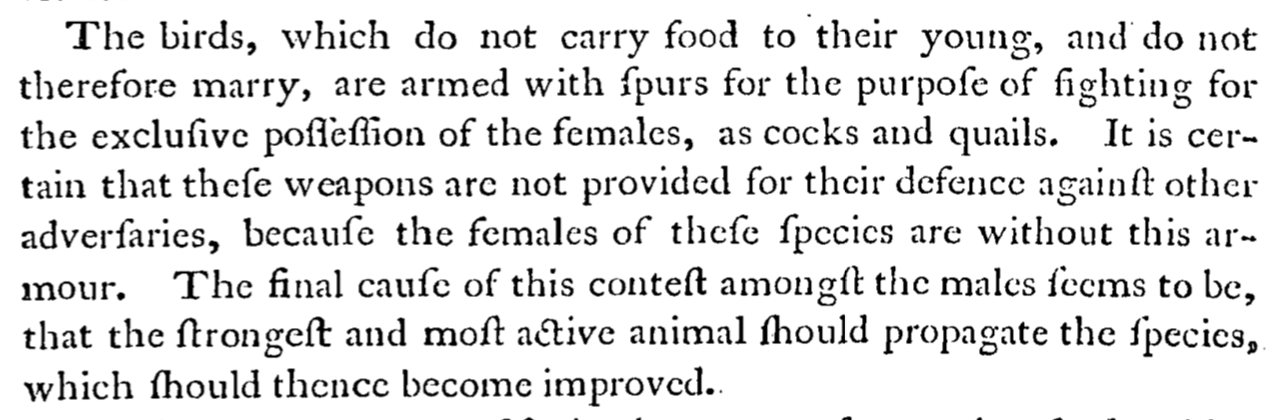 The birds, which do not carry food to their young, and do not
therefore marry, are armed with ſpurs for the purpoſe of fighting for
the excluſive poſſeſſion of the females, as cocks and quails. It is cer-
tain that theſe weapons are not provided for their defence againſt other
adverſaries, becauſe the females of theſe ſpecies are without this ar-
mour. The final cauſe of this conteſt amongſt the males ſeems to be,
that the ſtrongeſt and moſt active animal ſhould propagate the ſpecies,
which ſhould thence become improved.